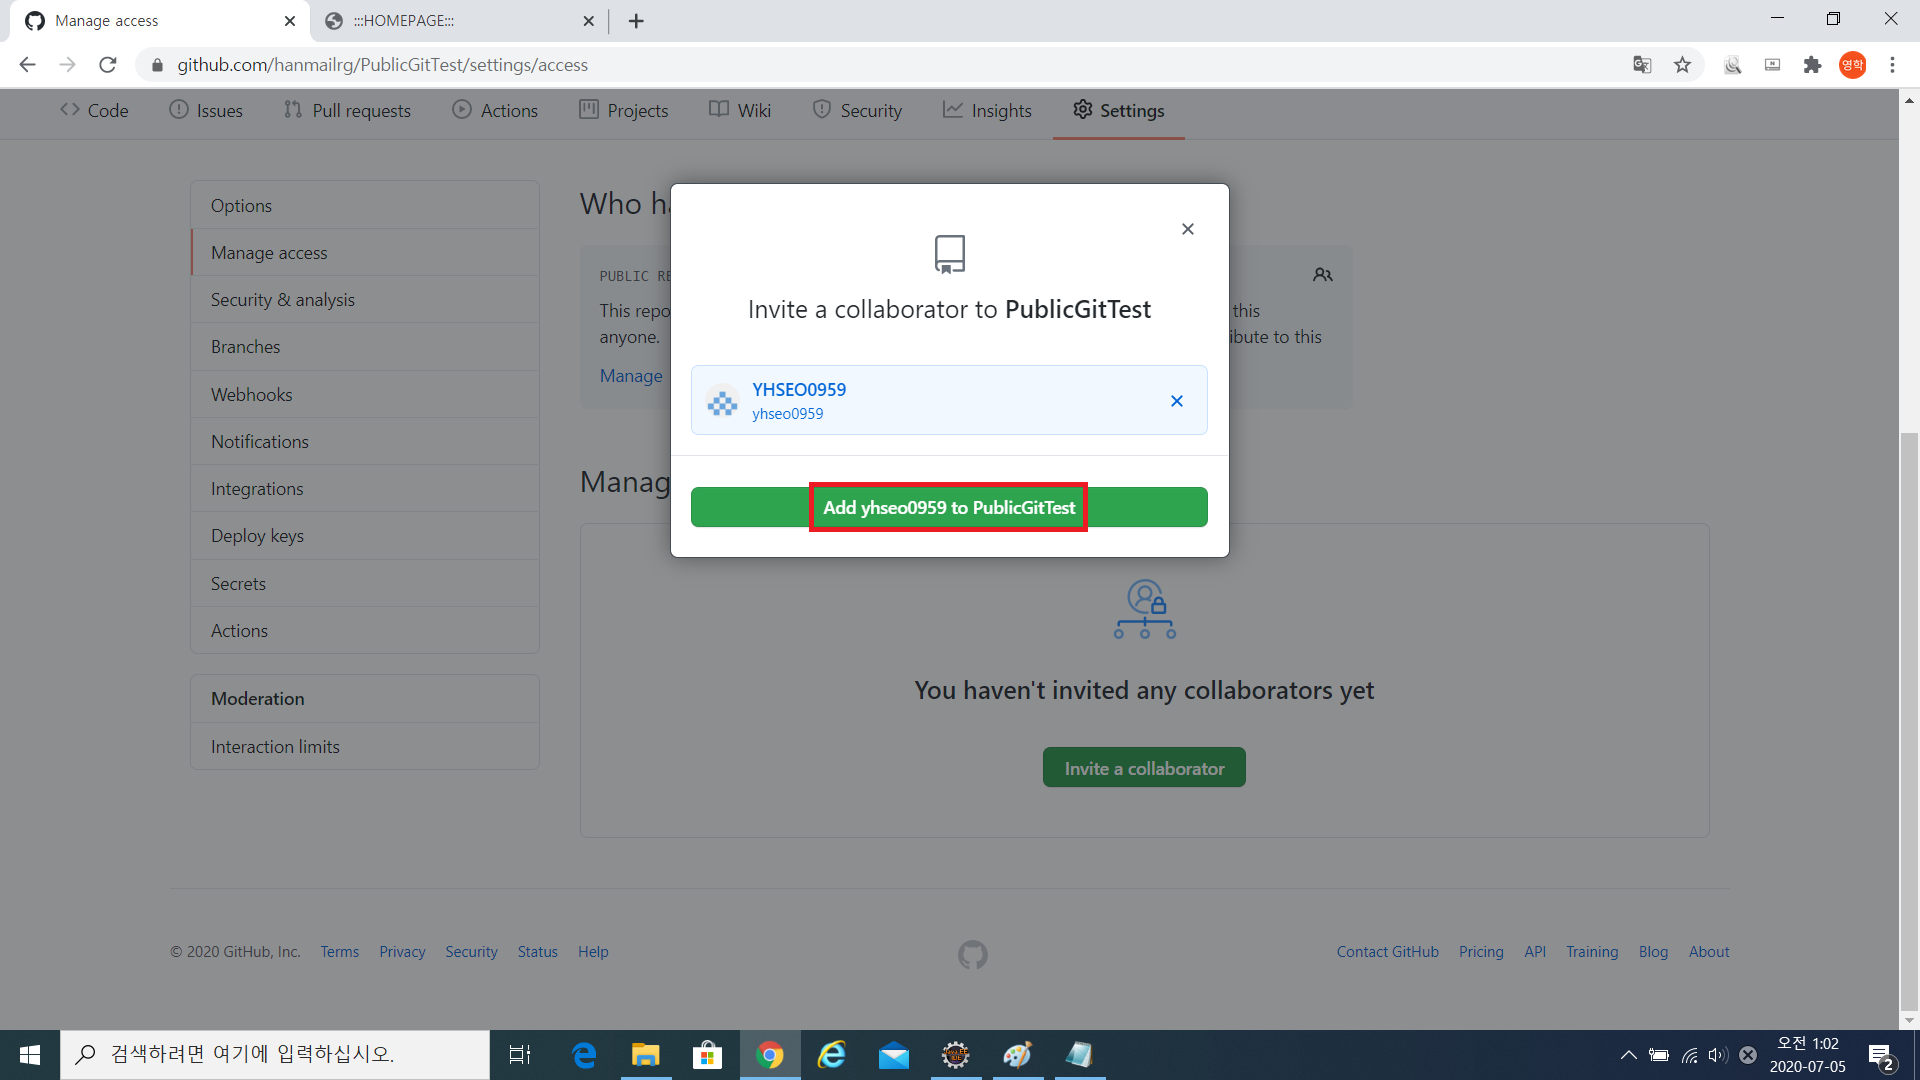 Manage access
:::HOMEPAGE:::
github.com/hanmailrg/PublicGitTest/settings/access
영학
Code
Issues
Pull requests
Actions
Projects
Wiki
Security
Insights
Settings
Options
Manage access
Security & analysis
Branches
Webhooks
Notifications
Integrations
Deploy keys
Secrets
Actions
Moderation
Interaction limits
Who ha
PUBLIC RE
This repo
this
anyone.
ibute to this
Manage
Invite a collaborator to PublicGitTest
YHSEO0959
yhseo0959
Add yhseo0959 to PublicGitTest
Manag
You haven't invited any collaborators yet
Invite a collaborator
© 2020 GitHub, Inc.
Terms
Privacy
Security
Status
Help
Contact GitHub
Pricing
API
Training
Blog
About
검색하려면 여기에 입력하십시오.
오전 1:02
2020-07-05
2